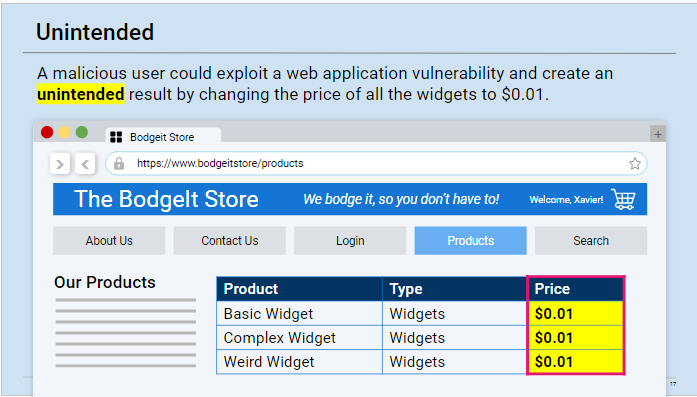 Unintended
A malicious user could exploit a web application vulnerability and create an
unintended result by changing the price of all the widgets to $0.01.
Bodgeit Store
https://www.bodgeitstore/products
The BodgeIt Store We bodge it, so you don't have to! Welcome, Xavier!
About Us Contact Us Login Products Search
Our Products
Product Type Price
Basic Widget Widgets $0.01
Complex Widget Widgets $0.01
Weird Widget Widgets $0.01
17